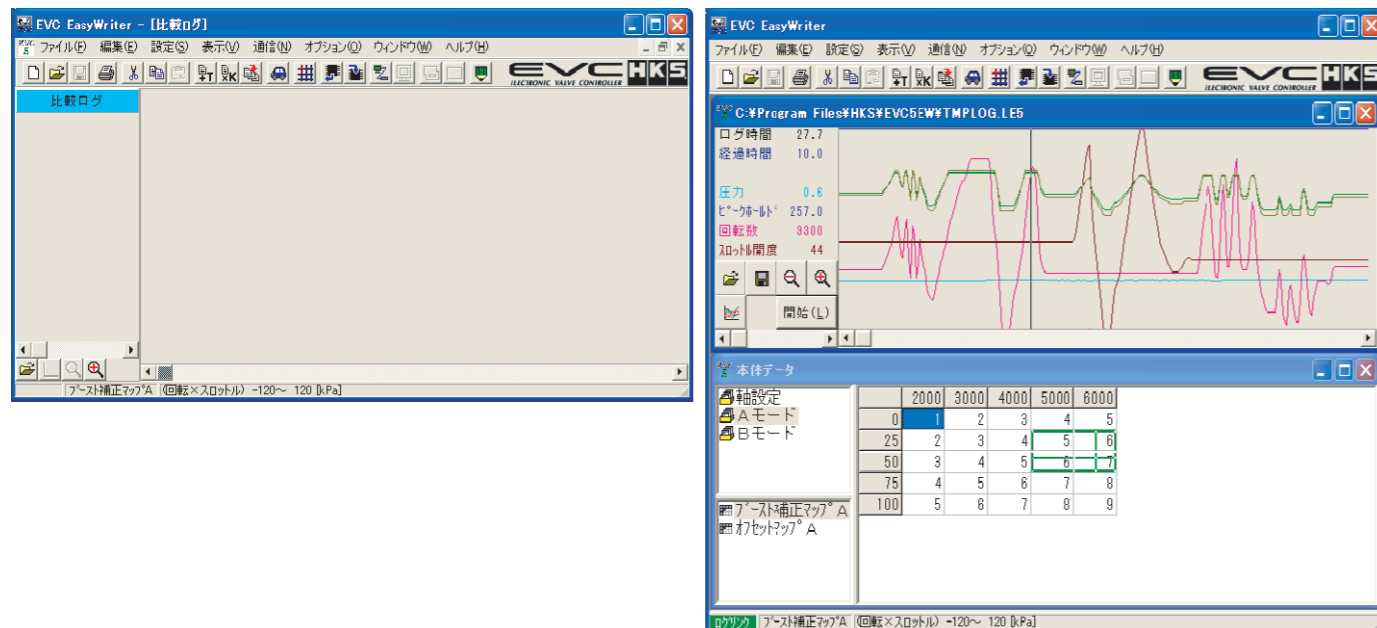 EVC EasyWriter - [比較ログ]
ファイル(F) 編集(E) 設定(S) 表示(V) 通信(N) オプション(O) ウィンドウ(W) ヘルプ(H)
EVC HKS
ELECTRONIC VALVE CONTROLLER
比較ログ
ブースト補正マップA (回転×スロットル) -120～ 120 [kPa]
EVC EasyWriter
ファイル(F) 編集(E) 設定(S) 表示(V) 通信(N) オプション(O) ウィンドウ(W) ヘルプ(H)
EVC HKS
ELECTRONIC VALVE CONTROLLER
C:¥Program Files¥HKS¥EVC5EW¥TMPLOG.LE5
ログ時間 27.7
経過時間 10.0
圧力 0.6
ピークホールド 257.0
回転数 9300
スロットル開度 44
開始(L)
本体データ
軸設定
Aモード
Bモード
ブースト補正マップA
オフセットマップA
2000 3000 4000 5000 6000
0 1 2 3 4 5
25 2 3 4 5 6
50 3 4 5 6 7
75 4 5 6 7 8
100 5 6 7 8 9
ログリンク ブースト補正マップA (回転×スロットル) -120～ 120 [kPa]